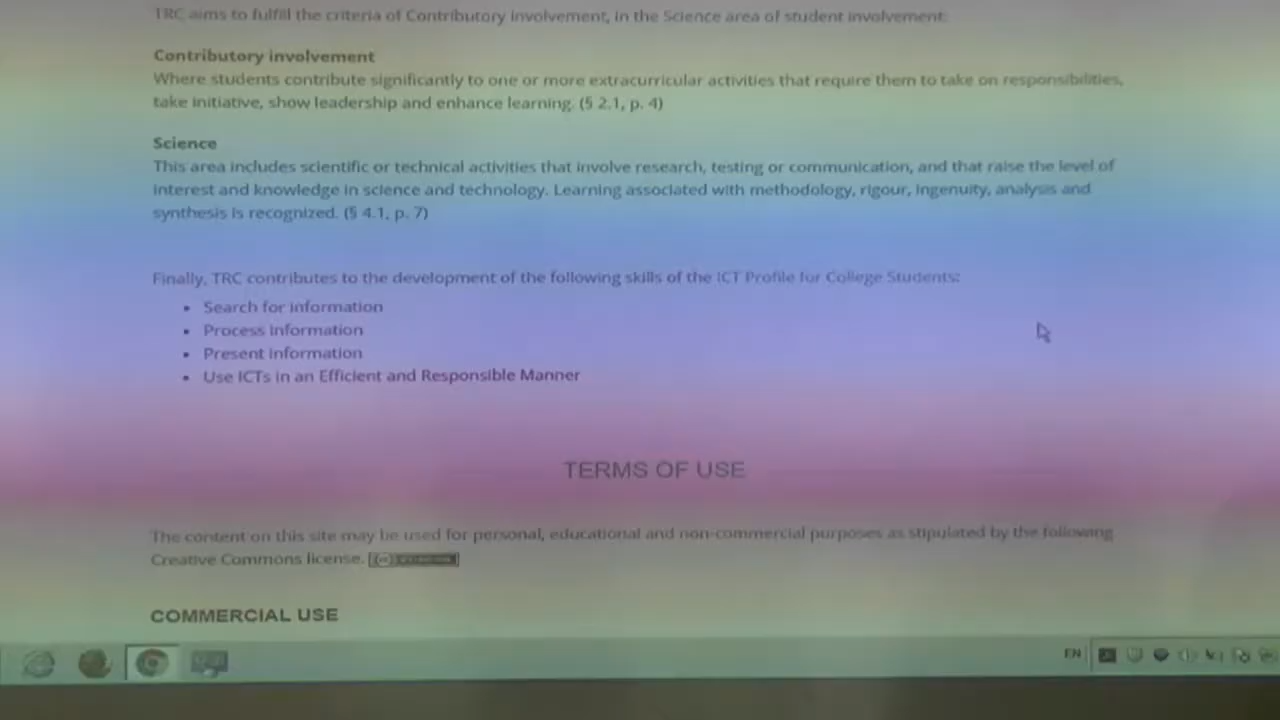 TRC aims to fulfill the criteria of Contributory involvement, in the Science area of student involvement:
Contributory involvement
Where students contribute significantly to one or more extracurricular activities that require them to take on responsibilities,
take initiative, show leadership and enhance learning. (§ 2.1, p. 4)
Science
This area includes scientific or technical activities that involve research, testing or communication, and that raise the level of
interest and knowledge in science and technology. Learning associated with methodology, rigour, ingenuity, analysis and
synthesis is recognized. (§ 4.1, p. 7)
Finally, TRC contributes to the development of the following skills of the ICT Profile for College Students:
• Search for information
• Process information
• Present information
• Use ICTs in an Efficient and Responsible Manner
TERMS OF USE
The content on this site may be used for personal, educational and non-commercial purposes as stipulated by the following
Creative Commons license.
COMMERCIAL USE
EN